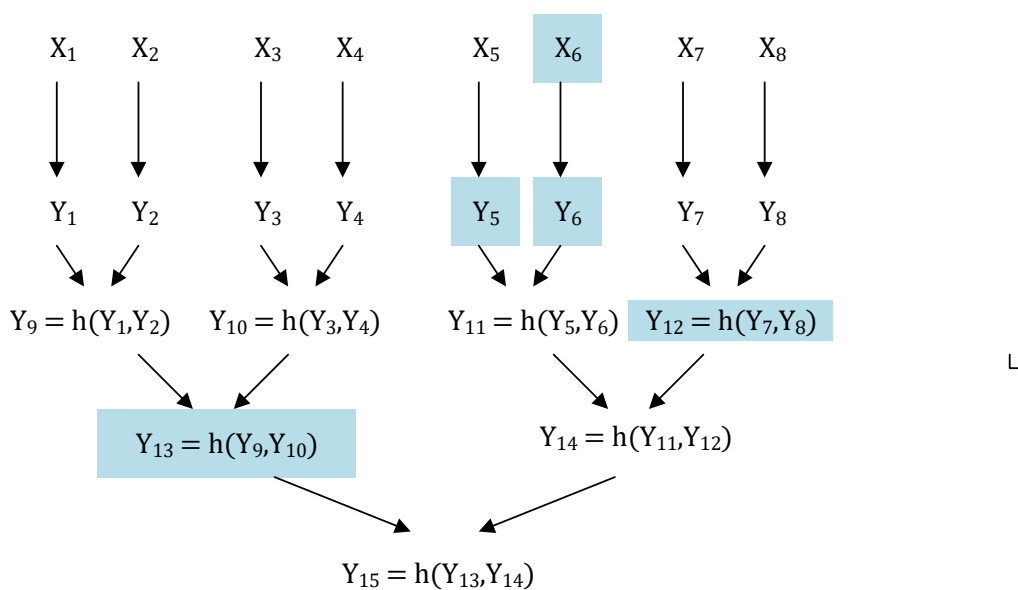 X₁ X₂ X₃ X₄ X₅ X₆ X₇ X₈
Y₁ Y₂ Y₃ Y₄ Y₅ Y₆ Y₇ Y₈
Y₉ = h(Y₁,Y₂) Y₁₀ = h(Y₃,Y₄) Y₁₁ = h(Y₅,Y₆) Y₁₂ = h(Y₇,Y₈)
Y₁₃ = h(Y₉,Y₁₀) Y₁₄ = h(Y₁₁,Y₁₂)
Y₁₅ = h(Y₁₃,Y₁₄)